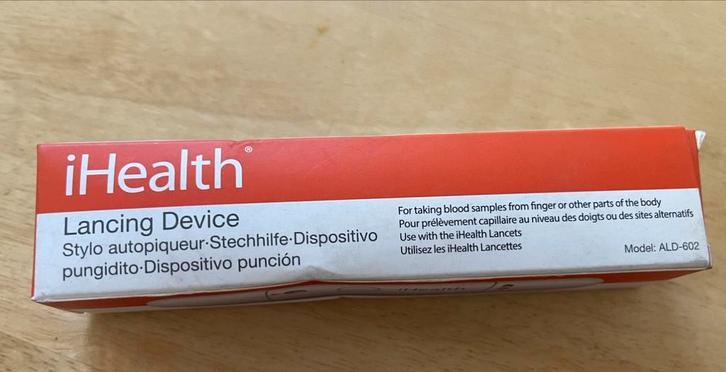 iHealth®
Lancing Device
Stylo autopiqueur·Stechhilfe·Dispositivo
pungidito·Dispositivo punción
For taking blood samples from finger or other parts of the body
Pour prélèvement capillaire au niveau des doigts ou des sites alternatifs
Use with the iHealth Lancets
Utilisez les iHealth Lancettes
Model: ALD-602
iHealth